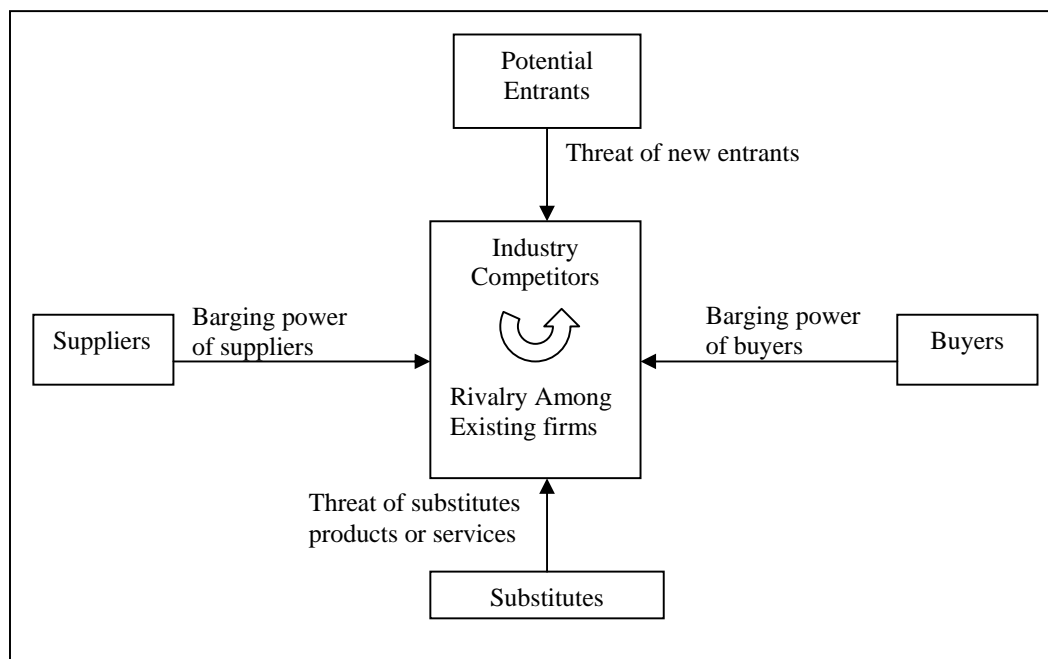 Potential
Entrants
Threat of new entrants
Industry
Competitors
Barging power
of suppliers
Suppliers
Barging power
of buyers
Buyers
Rivalry Among
Existing firms
Threat of substitutes
products or services
Substitutes